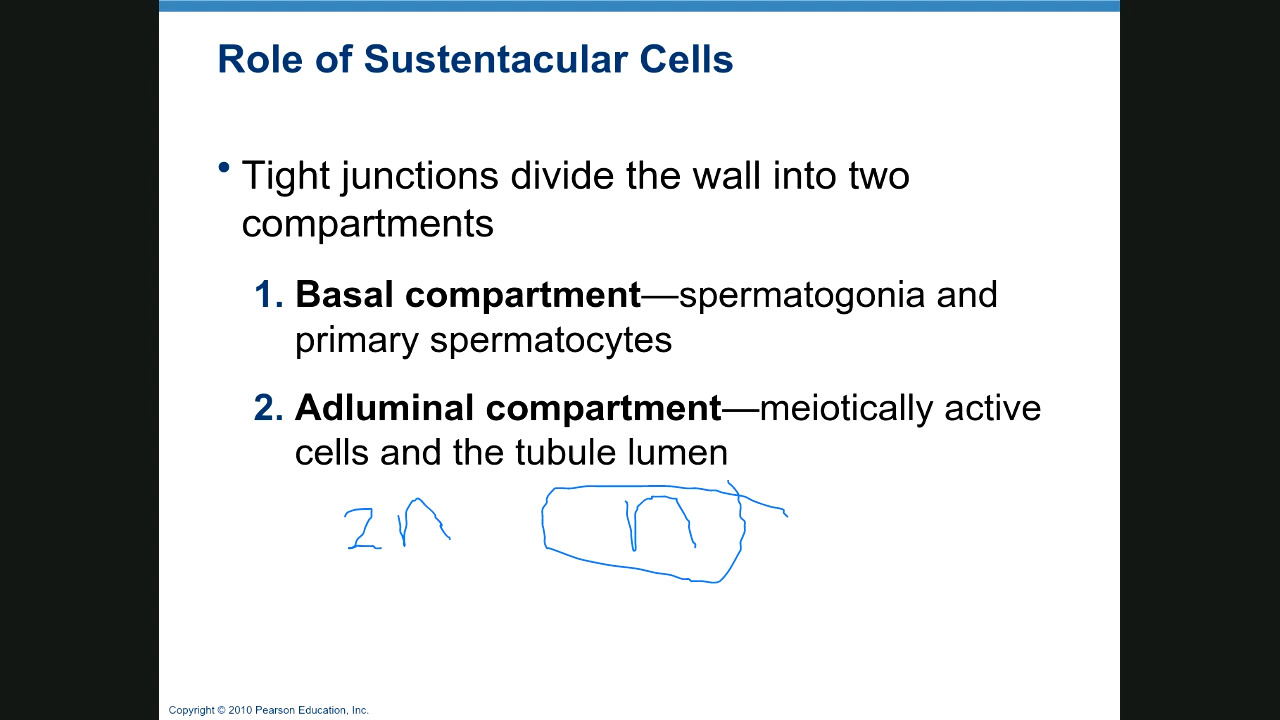 Role of Sustentacular Cells
• Tight junctions divide the wall into two
compartments
1. Basal compartment—spermatogonia and
primary spermatocytes
2. Adluminal compartment—meiotically active
cells and the tubule lumen
2n n
Copyright © 2010 Pearson Education, Inc.